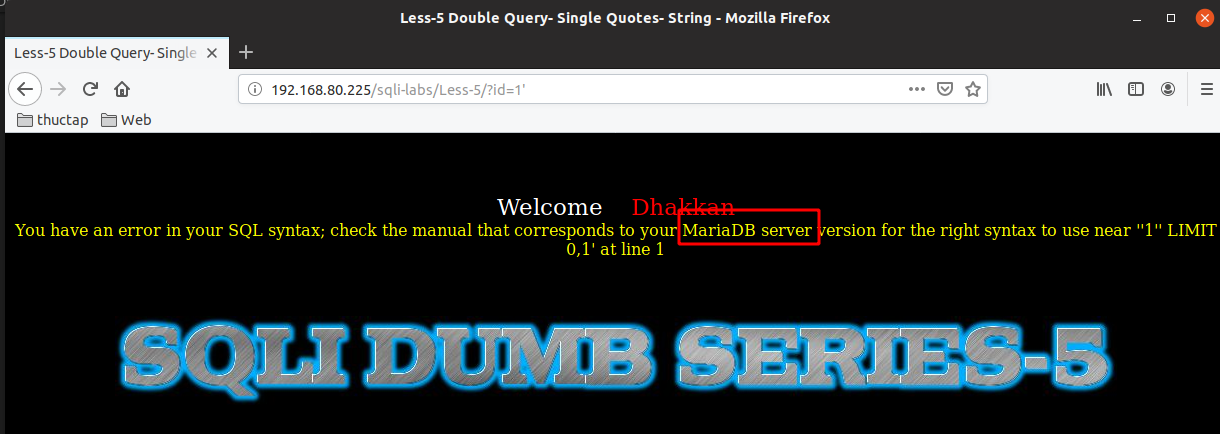 Less-5 Double Query- Single Quotes- String - Mozilla Firefox
Less-5 Double Query- Single
192.168.80.225/sqli-labs/Less-5/?id=1'
thuctap Web
Welcome Dhakkan
You have an error in your SQL syntax; check the manual that corresponds to your MariaDB server version for the right syntax to use near ''1'' LIMIT
0,1' at line 1
SQLI DUMB SERIES-5